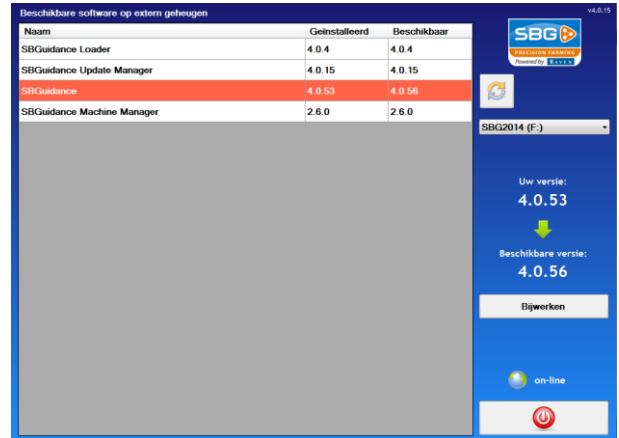 Beschikbare software op extern geheugen
v4.0.15
Naam Geïnstalleerd Beschikbaar
SBGuidance Loader 4.0.4 4.0.4
SBGuidance Update Manager 4.0.15 4.0.15
SBGuidance 4.0.53 4.0.56
SBGuidance Machine Manager 2.6.0 2.6.0
SBG
PRECISION FARMING
Powered by RAVEN
SBG2014 (F:)
Uw versie:
4.0.53
Beschikbare versie:
4.0.56
Bijwerken
on-line